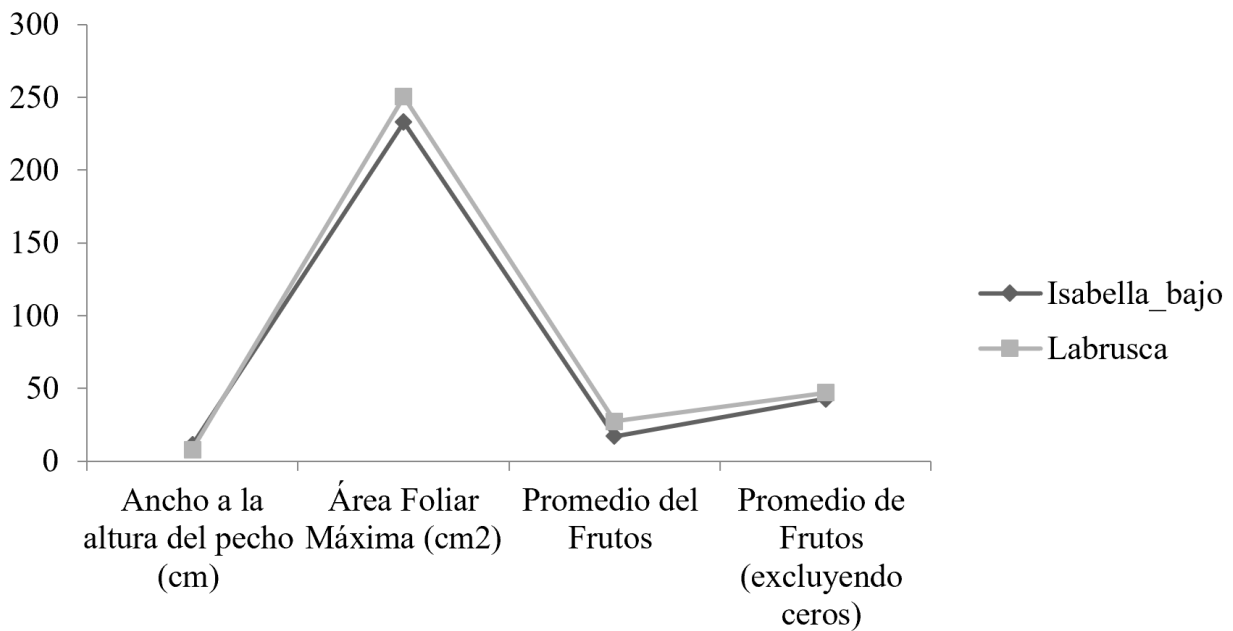 300
250
200
150
100
50
0
Ancho a la
altura del pecho
(cm)
Área Foliar
Máxima (cm2)
Promedio del
Frutos
Promedio de
Frutos
(excluyendo
ceros)
Isabella_bajo
Labrusca